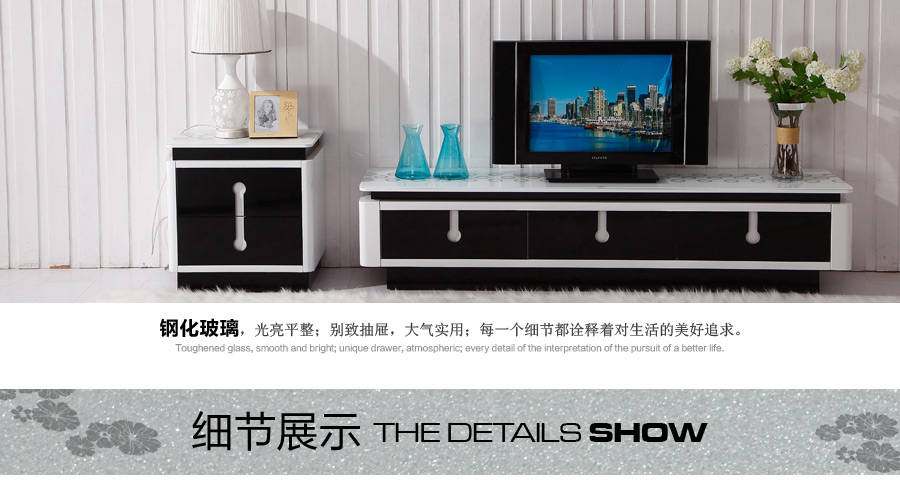 钢化玻璃，光亮平整；别致抽屉，大气实用；每一个细节都诠释着对生活的美好追求。
Toughened glass, smooth and bright; unique drawer, atmospheric; every detail of the interpretation of the pursuit of a better life.
细节展示 THE DETAILS SHOW